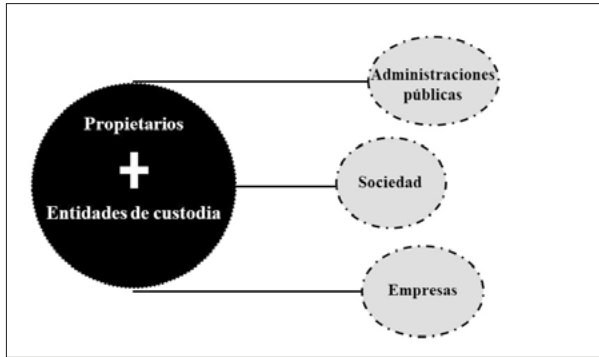 Propietarios
+
Entidades de custodia
Administraciones
públicas
Sociedad
Empresas